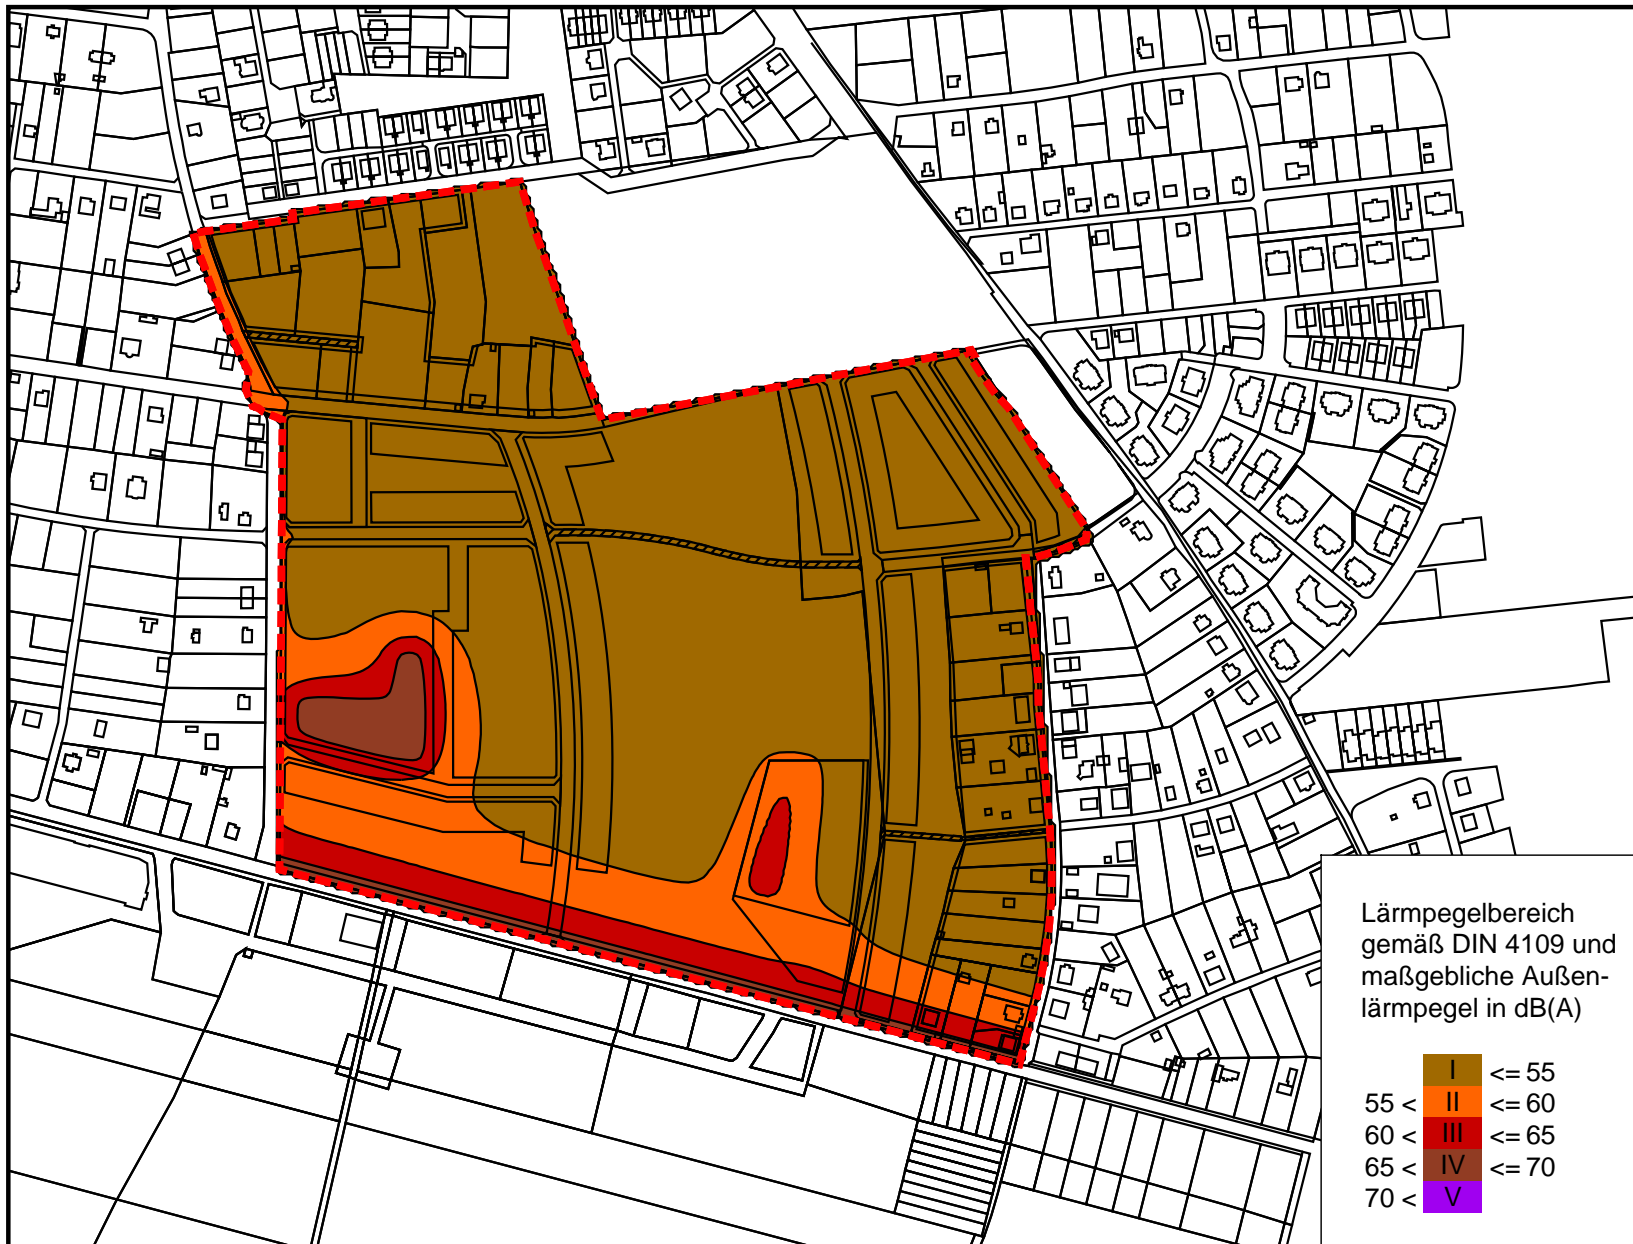 Lärmpegelbereich
gemäß DIN 4109 und
maßgebliche Außen-
lärmpegel in dB(A)
I <= 55
55 < II <= 60
60 < III <= 65
65 < IV <= 70
70 < V